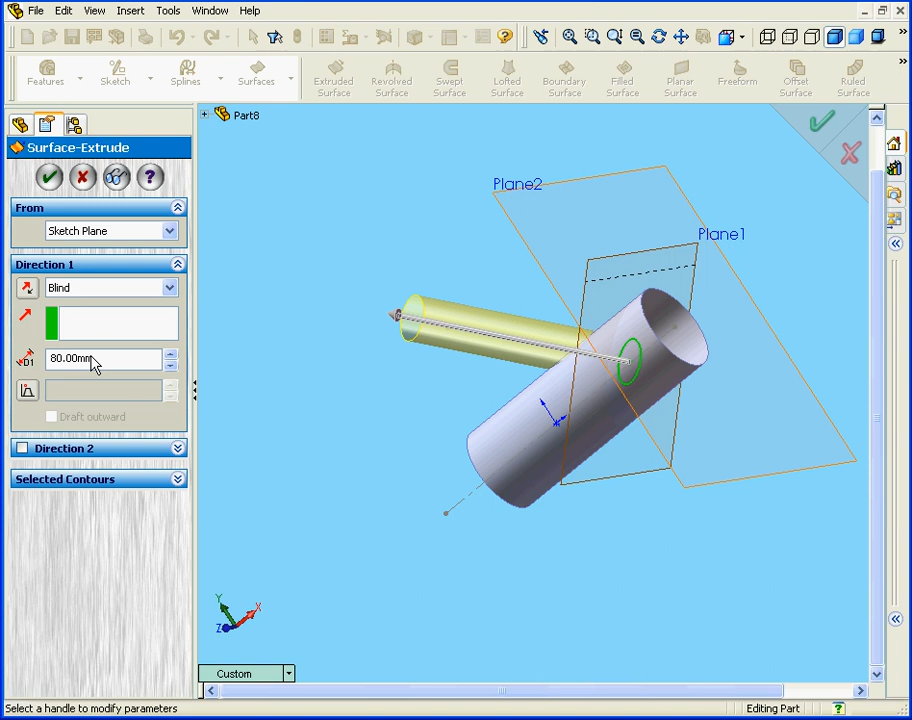 File Edit View Insert Tools Window Help
Features Sketch Splines Surfaces Extruded Surface Revolved Surface Swept Surface Lofted Surface Boundary Surface Filled Surface Planar Surface Freeform Offset Surface Ruled Surface
Part8
Surface-Extrude
From
Sketch Plane
Direction 1
Blind
D1
80.00mm
Draft outward
Direction 2
Selected Contours
Plane2
Plane1
Y
X
Z
Custom
Select a handle to modify parameters
Editing Part